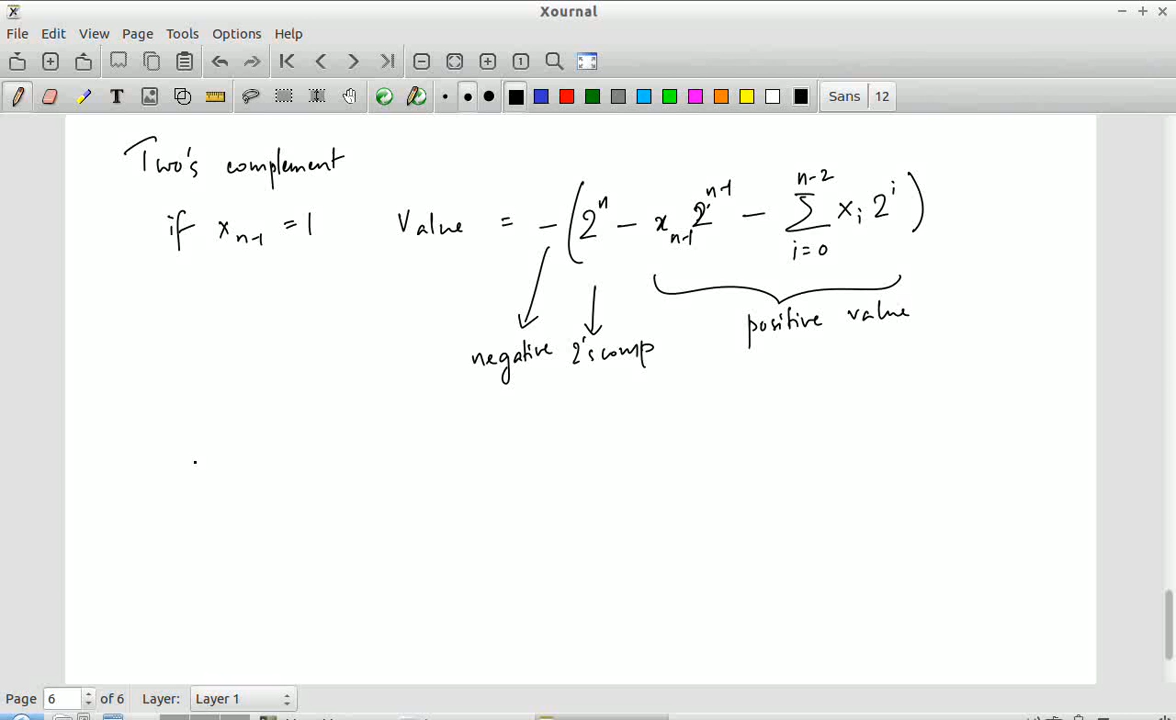 Xournal
File Edit View Page Tools Options Help
Sans 12
Two's complement
if x_{n-1} = 1 Value = -(2^n - x_{n-1} 2^{n-1} - \sum_{i=0}^{n-2} x_i 2^i)
positive value
negative 2's comp
Page 6 of 6 Layer: Layer 1